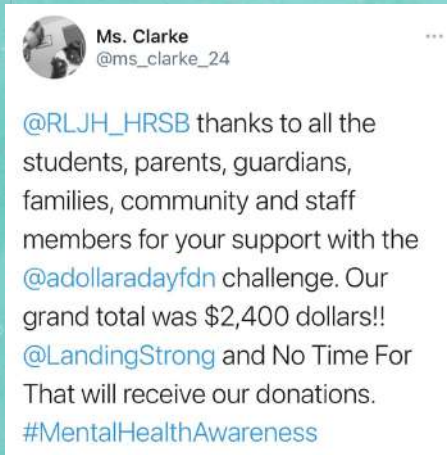 Ms. Clarke
@ms_clarke_24
@RLJH_HRSB thanks to all the
students, parents, guardians,
families, community and staff
members for your support with the
@adollaradayfdn challenge. Our
grand total was $2,400 dollars!!
@LandingStrong and No Time For
That will receive our donations.
#MentalHealthAwareness